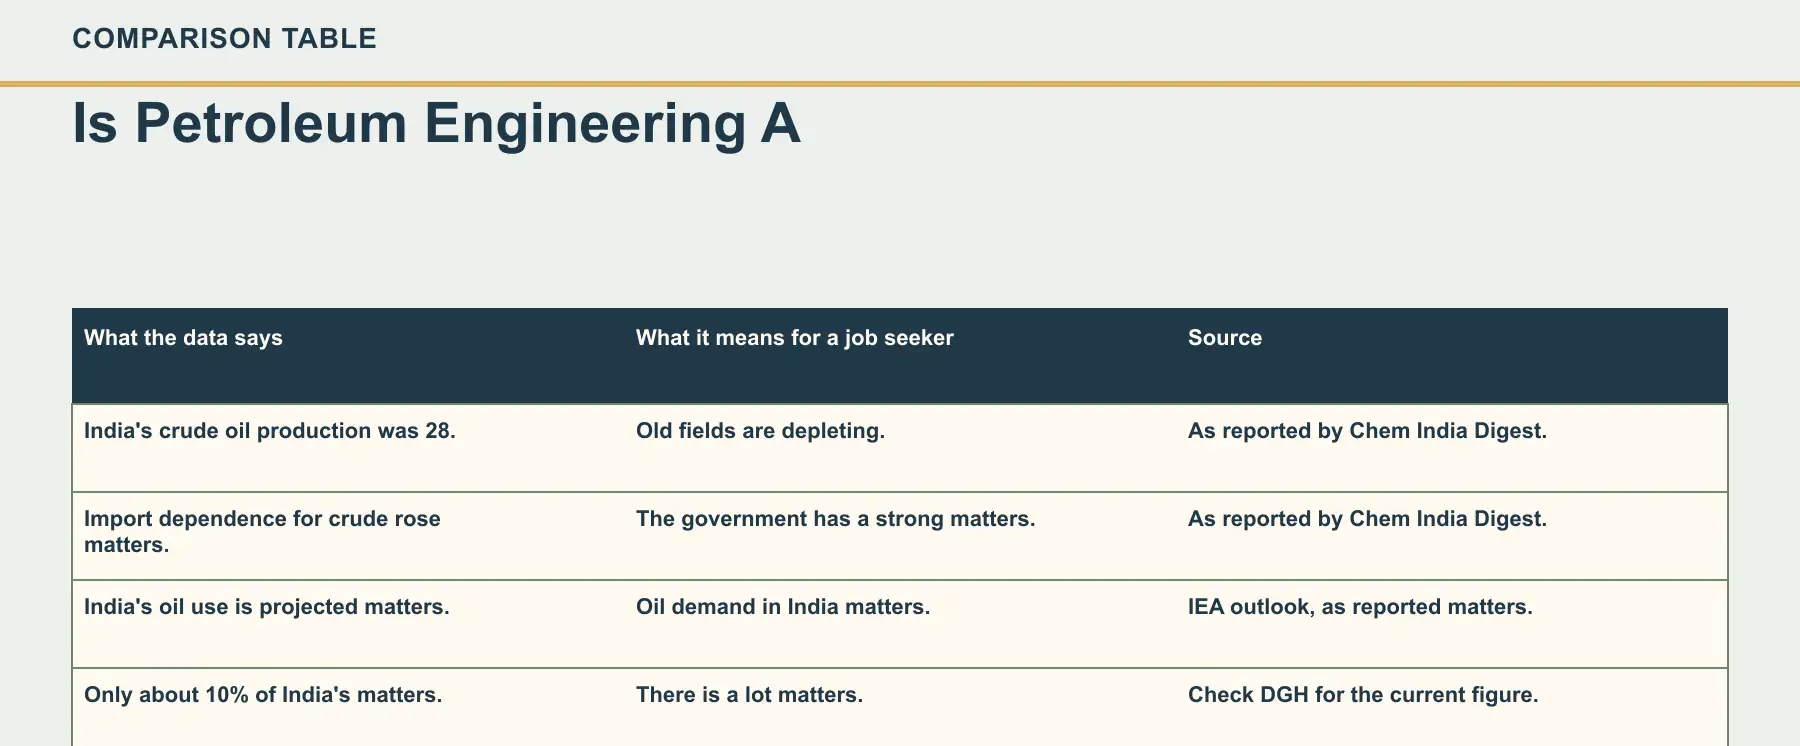 COMPARISON TABLE
Is Petroleum Engineering A
What the data says
What it means for a job seeker
Source
India's crude oil production was 28.
Old fields are depleting.
As reported by Chem India Digest.
Import dependence for crude rose
matters.
The government has a strong matters.
As reported by Chem India Digest.
India's oil use is projected matters.
Oil demand in India matters.
IEA outlook, as reported matters.
Only about 10% of India's matters.
There is a lot matters.
Check DGH for the current figure.